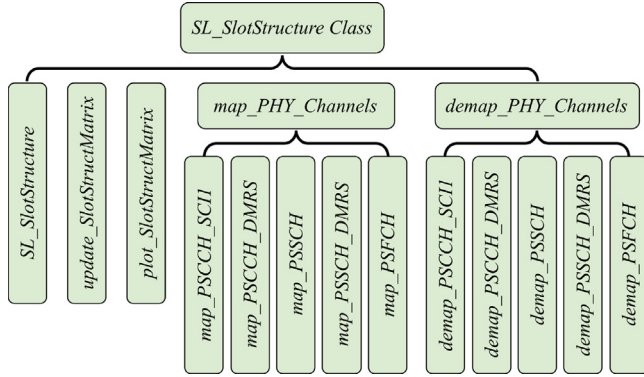 SL_SlotStructure Class
map_PHY_Channels
demap_PHY_Channels
SL_SlotStructure
update_SlotStructMatrix
plot_SlotStructMatrix
map_PSCCH_SCI1
map_PSCCH_DMRS
map_PSSCH
map_PSSCH_DMRS
map_PSFCH
demap_PSCCH_SCI1
demap_PSCCH_DMRS
demap_PSSCH
demap_PSSCH_DMRS
demap_PSFCH